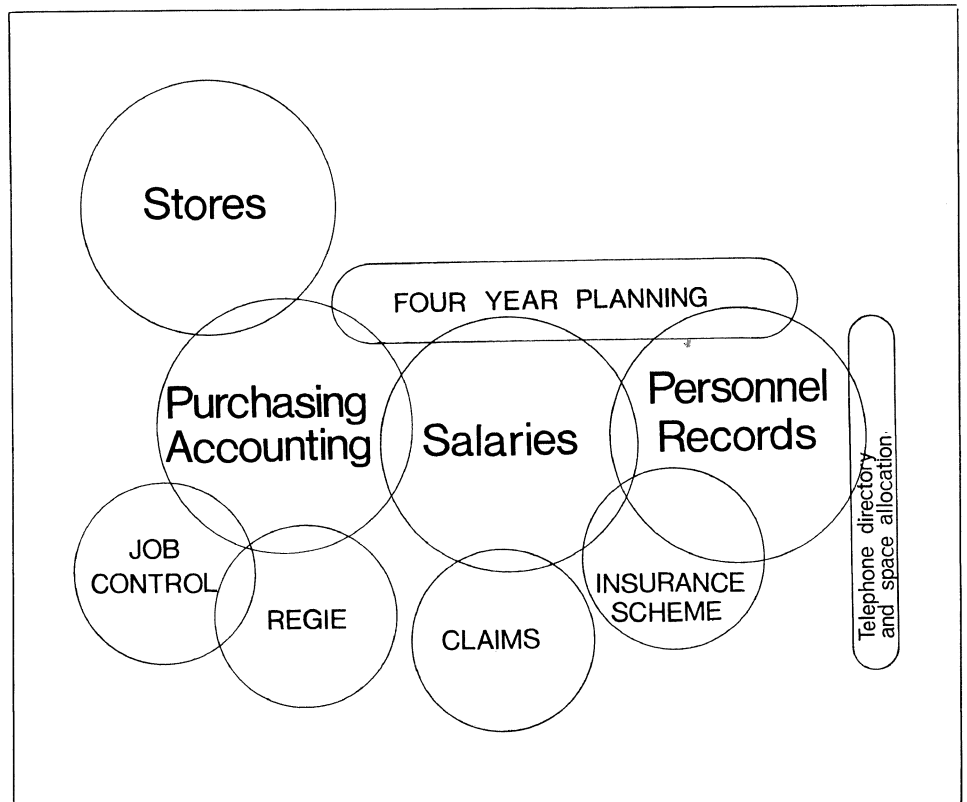 Stores
FOUR YEAR PLANNING
Purchasing
Accounting
Salaries
Personnel
Records
JOB
CONTROL
REGIE
CLAIMS
INSURANCE
SCHEME
Telephone directory
and space allocation